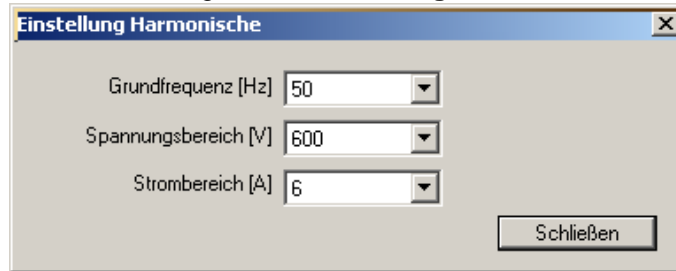 Einstellung Harmonische
Grundfrequenz [Hz] 50
Spannungsbereich [V] 600
Strombereich [A] 6
Schließen